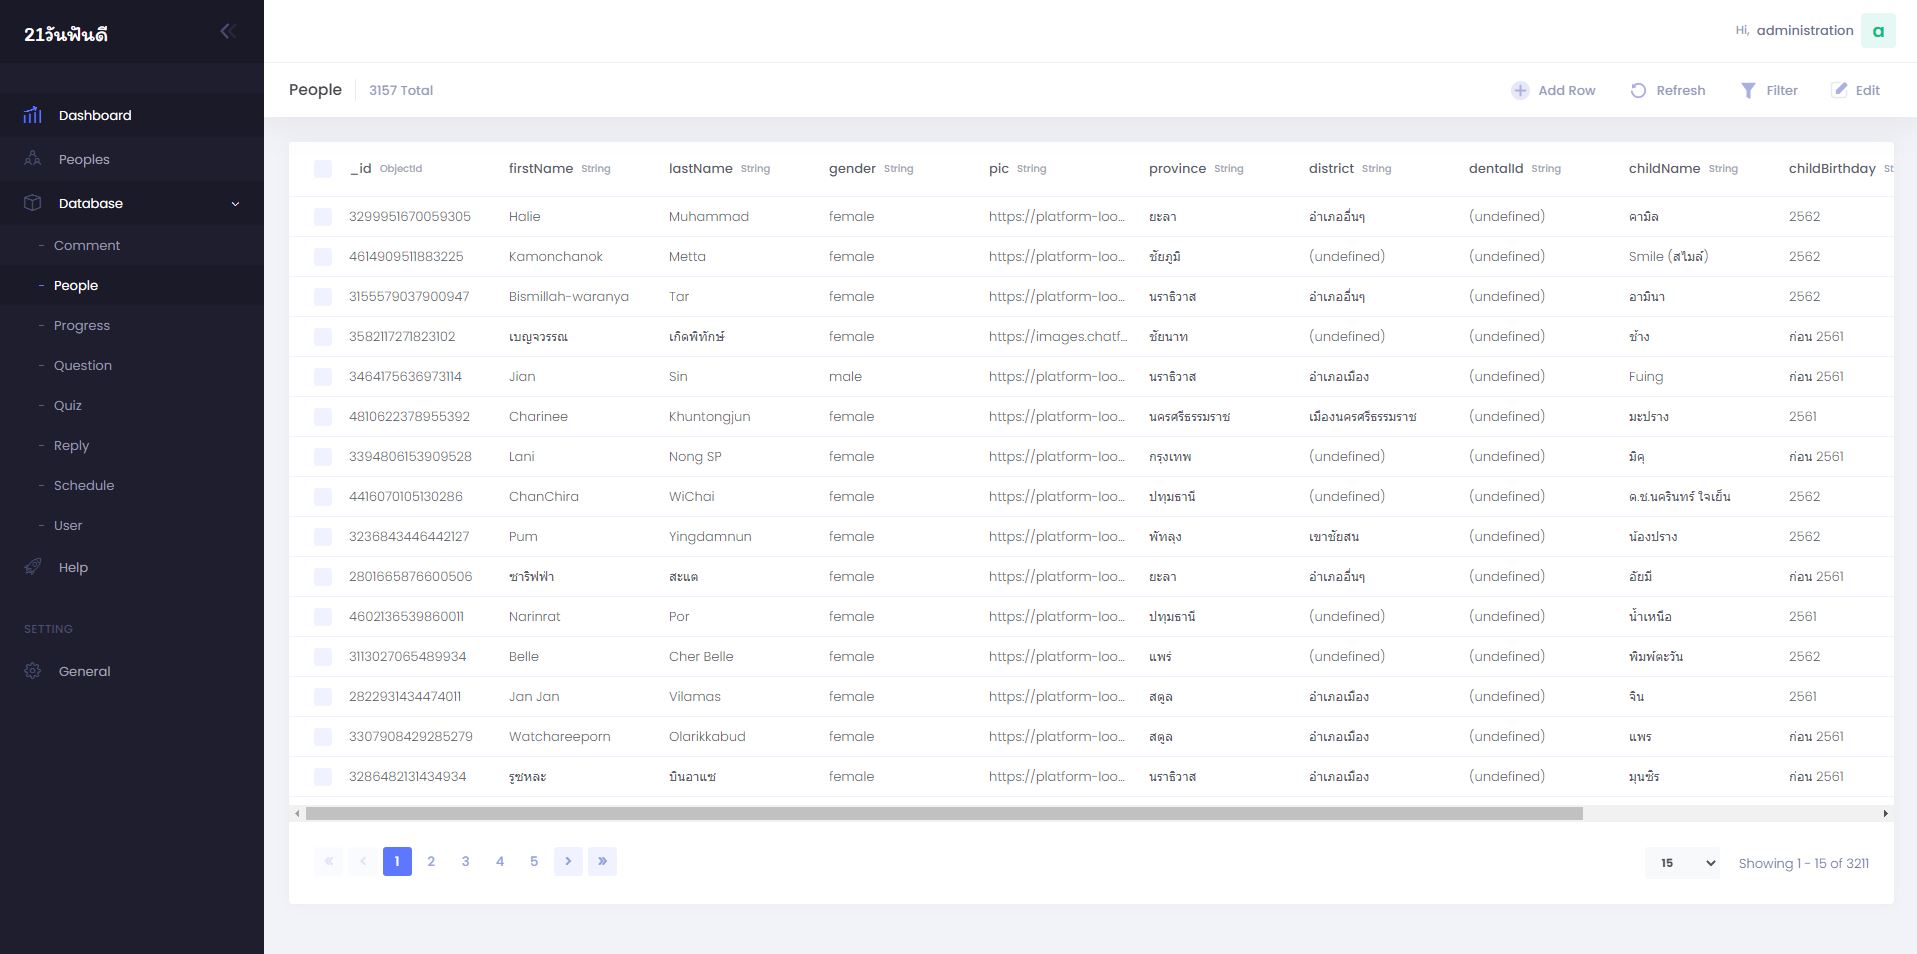 21วันฟันดี
Hi, administration a
People 3157 Total Add Row Refresh Filter Edit
Dashboard
Peoples
Database
- Comment
- People
- Progress
- Question
- Quiz
- Reply
- Schedule
- User
Help
SETTING
General
_id ObjectId firstName String lastName String gender String pic String province String district String dentalId String childName String childBirthday St
3299951670059305 Halie Muhammad female https://platform-loo... ยะลา อำเภออื่นๆ (undefined) คามิล 2562
4614909511883225 Kamonchanok Metta female https://platform-loo... ชัยภูมิ (undefined) (undefined) Smile (สไมล์) 2562
3155579037900947 Bismillah-waranya Tar female https://platform-loo... นราธิวาส อำเภออื่นๆ (undefined) อามินา 2562
3582117271823102 เบญจวรรณ เกิดพิทักษ์ female https://images.chatf... ชัยนาท (undefined) (undefined) ช้าง ก่อน 2561
3464175636973114 Jian Sin male https://platform-loo... นราธิวาส อำเภอเมือง (undefined) Fuing ก่อน 2561
4810622378955392 Charinee Khuntongjun female https://platform-loo... นครศรีธรรมราช เมืองนครศรีธรรมราช (undefined) มะปราง 2561
3394806153909528 Lani Nong SP female https://platform-loo... กรุงเทพ (undefined) (undefined) มิคุ ก่อน 2561
4416070105130286 ChanChira WiChai female https://platform-loo... ปทุมธานี (undefined) (undefined) ด.ช.นครินทร์ ใจเย็น 2562
3236843446442127 Pum Yingdamnun female https://platform-loo... พัทลุง เขาชัยสน (undefined) น้องปราง 2562
2801665876600506 ซาริฟฟ้า สะแต female https://platform-loo... ยะลา อำเภออื่นๆ (undefined) อัยมี ก่อน 2561
4602136539860011 Narinrat Por female https://platform-loo... ปทุมธานี (undefined) (undefined) น้ำเหนือ 2561
3113027065489934 Belle Cher Belle female https://platform-loo... แพร่ (undefined) (undefined) พิมพ์ตะวัน 2562
2822931434474011 Jan Jan Vilamas female https://platform-loo... สตูล อำเภอเมือง (undefined) จิน 2561
3307908429285279 Watchareeporn Olarikkabud female https://platform-loo... สตูล อำเภอเมือง (undefined) แพร ก่อน 2561
3286482131434934 รูซหละ บินอาแซ female https://platform-loo... นราธิวาส อำเภอเมือง (undefined) มุนซิร ก่อน 2561
« ‹ 1 2 3 4 5 › » 15 Showing 1 - 15 of 3211